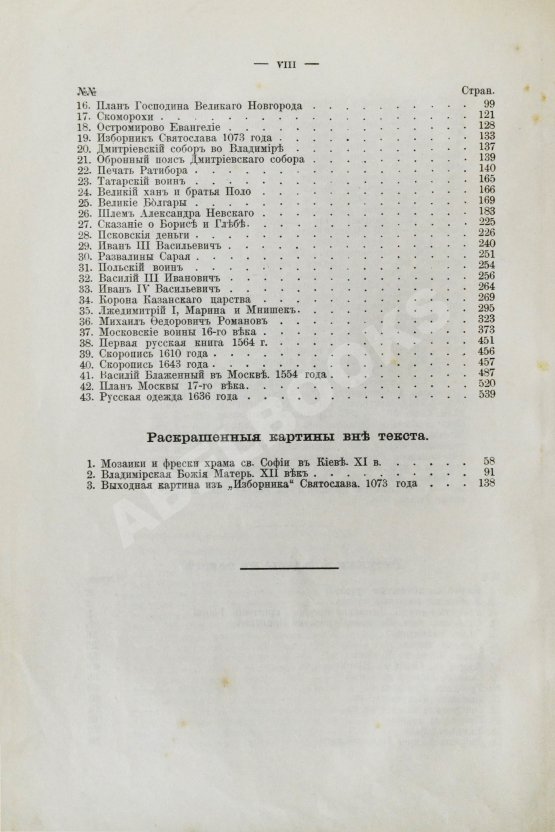 — VIII —
№№ Стран.
16. Планъ Господина Великаго Новгорода . . . . . . . . . . 99
17. Скоморохи . . . . . . . . . . 121
18. Остромирово Евангеліе . . . . . . . . . . 128
19. Изборникъ Святослава 1073 года . . . . . . . . . . 133
20. Дмитріевскій соборъ во Владимірѣ . . . . . . . . . . 137
21. Обронный поясъ Дмитріевскаго собора . . . . . . . . . . 139
22. Печать Ратибора . . . . . . . . . . 140
23. Татарскій воинъ . . . . . . . . . . 165
24. Великій ханъ и братья Поло . . . . . . . . . . 166
25. Великіе Болгары . . . . . . . . . . 169
26. Шлемъ Александра Невскаго . . . . . . . . . . 183
27. Сказаніе о Борисѣ и Глѣбѣ . . . . . . . . . . 225
28. Псковскія деньги . . . . . . . . . . 226
29. Иванъ III Васильевичъ . . . . . . . . . . 240
30. Развалины Сарая . . . . . . . . . . 251
31. Польскій воинъ . . . . . . . . . . 254
32. Василій III Ивановичъ . . . . . . . . . . 256
33. Иванъ IV Васильевичъ . . . . . . . . . . 264
34. Корона Казанскаго царства . . . . . . . . . . 269
35. Лжедимитрій I, Марина и Мнишекъ . . . . . . . . . . 295
36. Михаилъ Ѳедоровичъ Романовъ . . . . . . . . . . 323
37. Московскіе воины 16-го вѣка . . . . . . . . . . 373
38. Первая русская книга 1564 г. . . . . . . . . . . 451
39. Скоропись 1610 года . . . . . . . . . . 456
40. Скоропись 1643 года . . . . . . . . . . 457
41. Василій Блаженный въ Москвѣ. 1554 года . . . . . . . . . . 487
42. Планъ Москвы 17-го вѣка . . . . . . . . . . 520
43. Русская одежда 1636 года . . . . . . . . . . 539
Раскрашенныя картины внѣ текста.
1. Мозаики и фрески храма св. Софіи въ Кіевѣ. XI в. . . . . . . 58
2. Владимірская Божія Матерь. XII вѣкъ . . . . . . . . . . 91
3. Выходная картина изъ „Изборника“ Святослава. 1073 года . . . 138